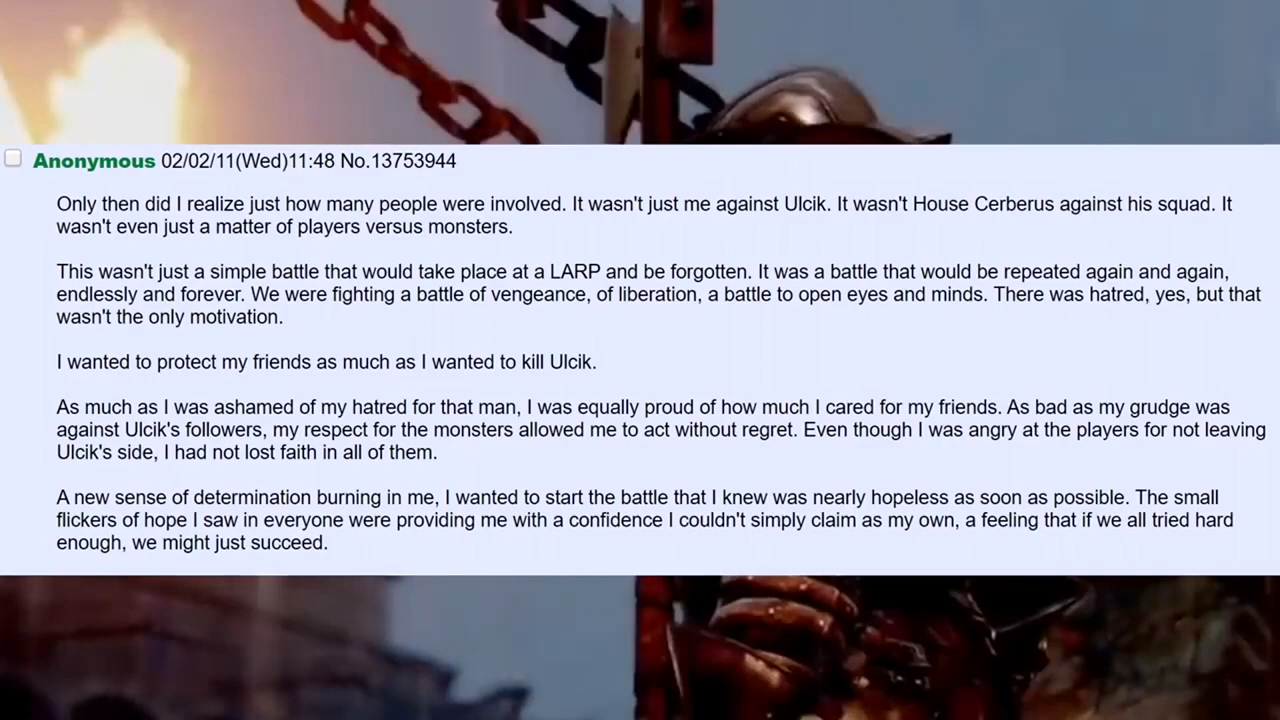 Anonymous 02/02/11(Wed)11:48 No.13753944
Only then did I realize just how many people were involved. It wasn't just me against Ulcik. It wasn't House Cerberus against his squad. It
wasn't even just a matter of players versus monsters.
This wasn't just a simple battle that would take place at a LARP and be forgotten. It was a battle that would be repeated again and again,
endlessly and forever. We were fighting a battle of vengeance, of liberation, a battle to open eyes and minds. There was hatred, yes, but that
wasn't the only motivation.
I wanted to protect my friends as much as I wanted to kill Ulcik.
As much as I was ashamed of my hatred for that man, I was equally proud of how much I cared for my friends. As bad as my grudge was
against Ulcik's followers, my respect for the monsters allowed me to act without regret. Even though I was angry at the players for not leaving
Ulcik's side, I had not lost faith in all of them.
A new sense of determination burning in me, I wanted to start the battle that I knew was nearly hopeless as soon as possible. The small
flickers of hope I saw in everyone were providing me with a confidence I couldn't simply claim as my own, a feeling that if we all tried hard
enough, we might just succeed.